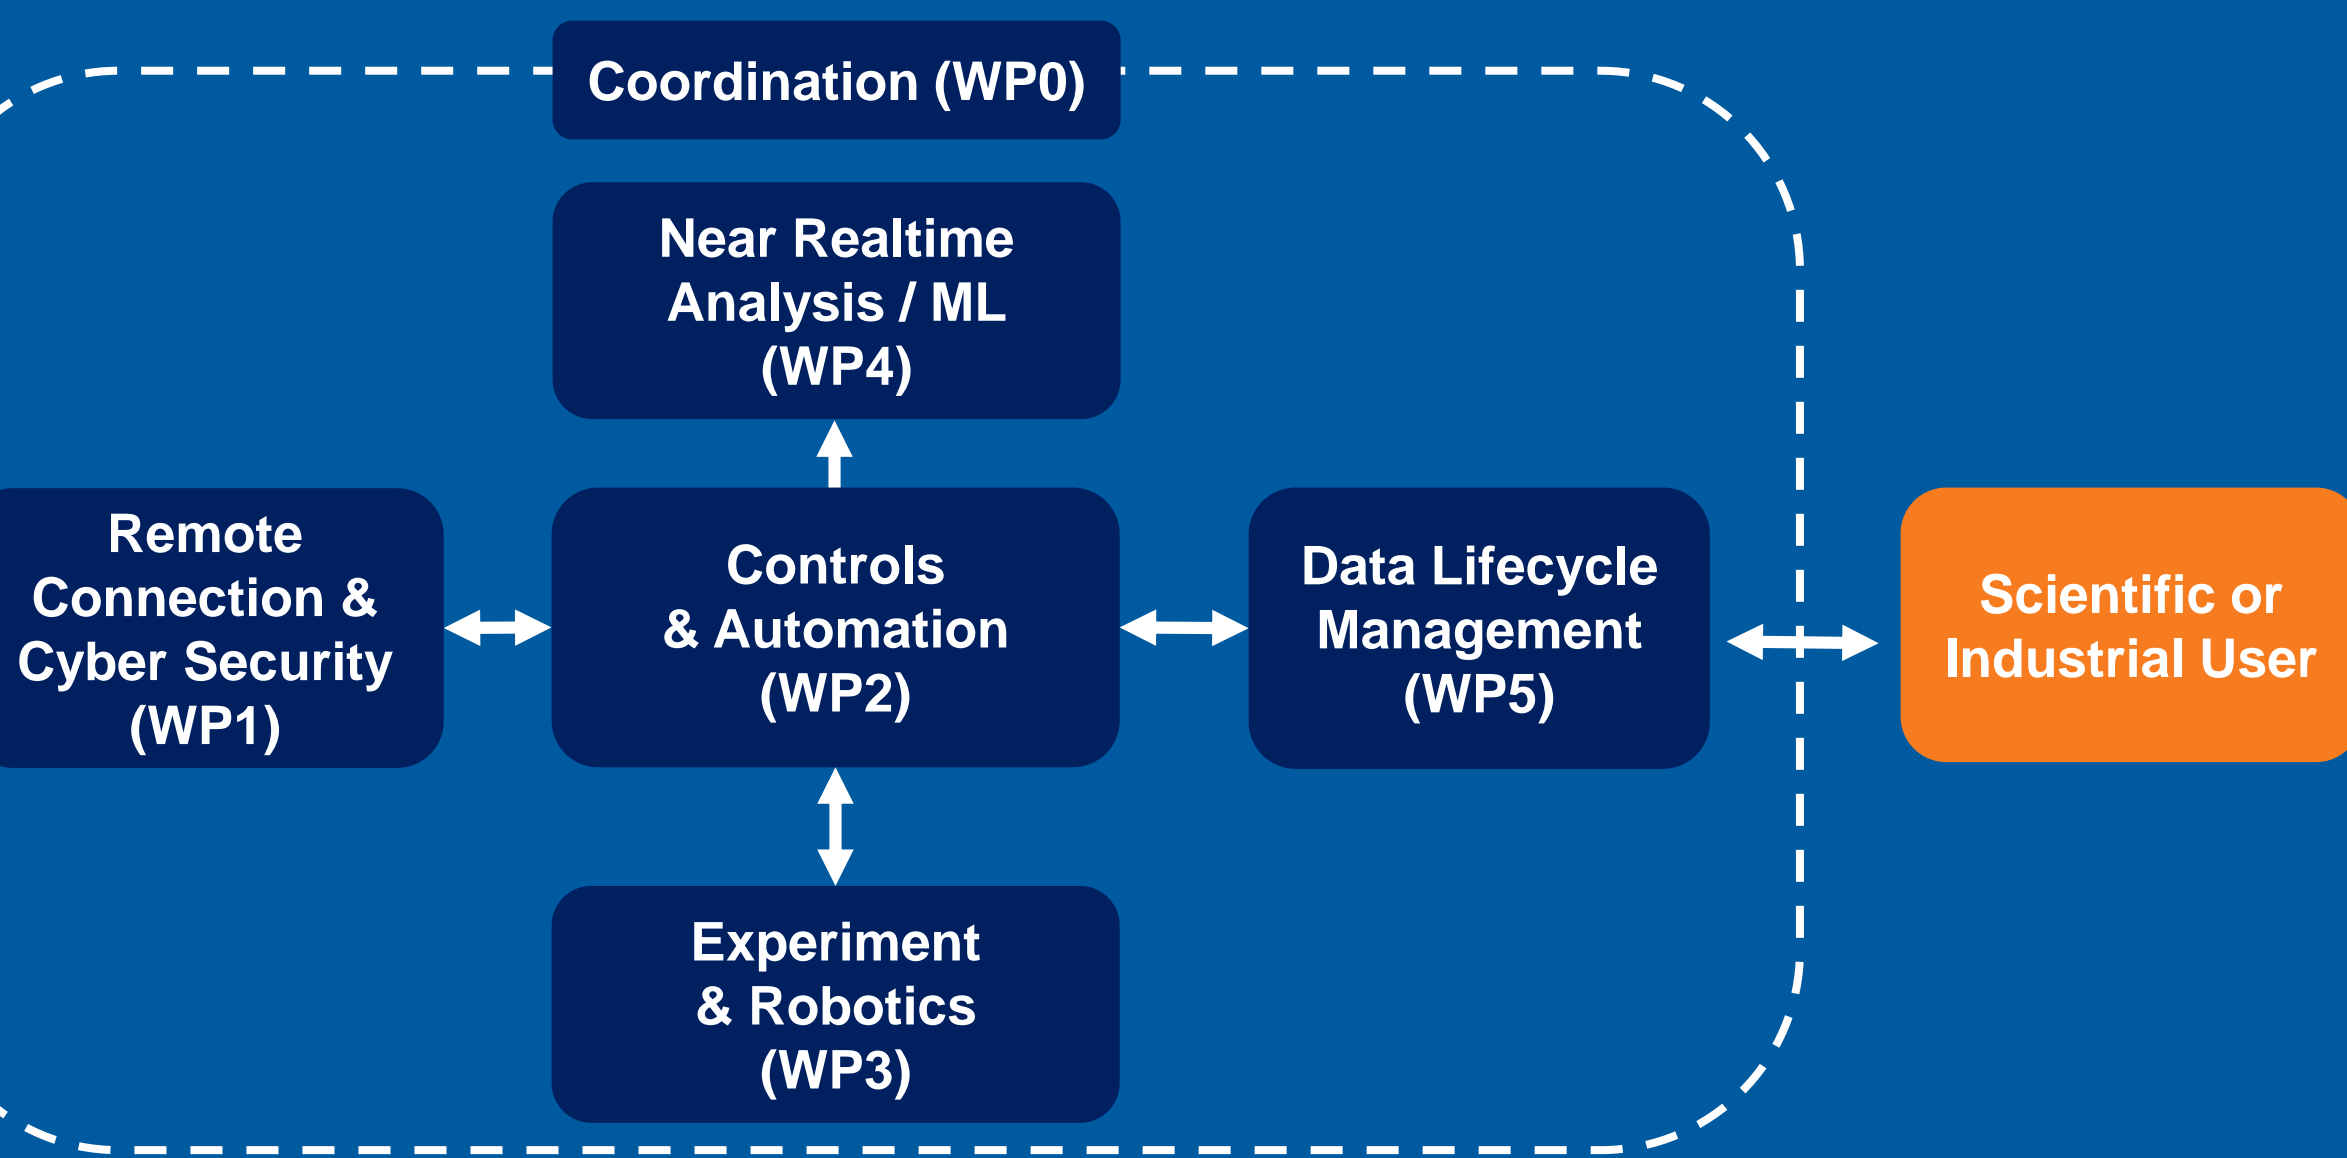 Coordination (WP0)
Near Realtime
Analysis / ML
(WP4)
Remote
Connection &
Cyber Security
(WP1)
Controls
& Automation
(WP2)
Data Lifecycle
Management
(WP5)
Scientific or
Industrial User
Experiment
& Robotics
(WP3)